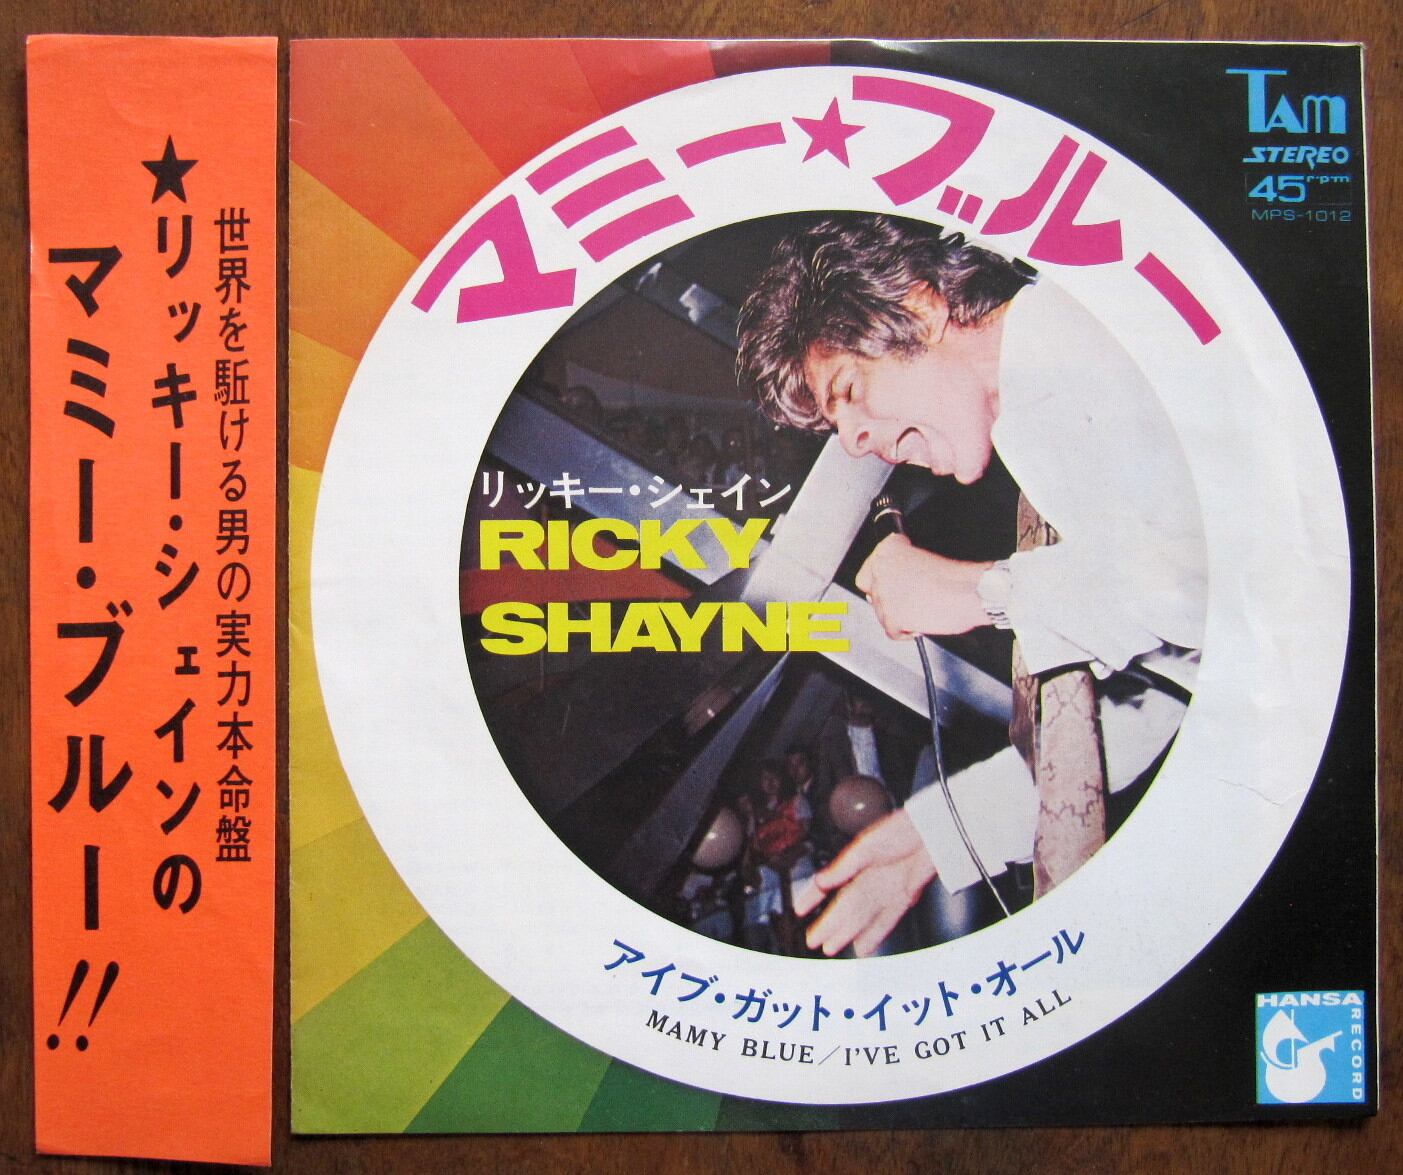 世界を駈ける男の実力本命盤
★リッキー・シェインの
マミー・ブルー!!
マミー★ブルー
TAM
STEREO
45rpm
MPS-1012
リッキー・シェイン
RICKY
SHAYNE
アイブ・ガット・イット・オール
MAMY BLUE/I'VE GOT IT ALL
HANSA
RECORD